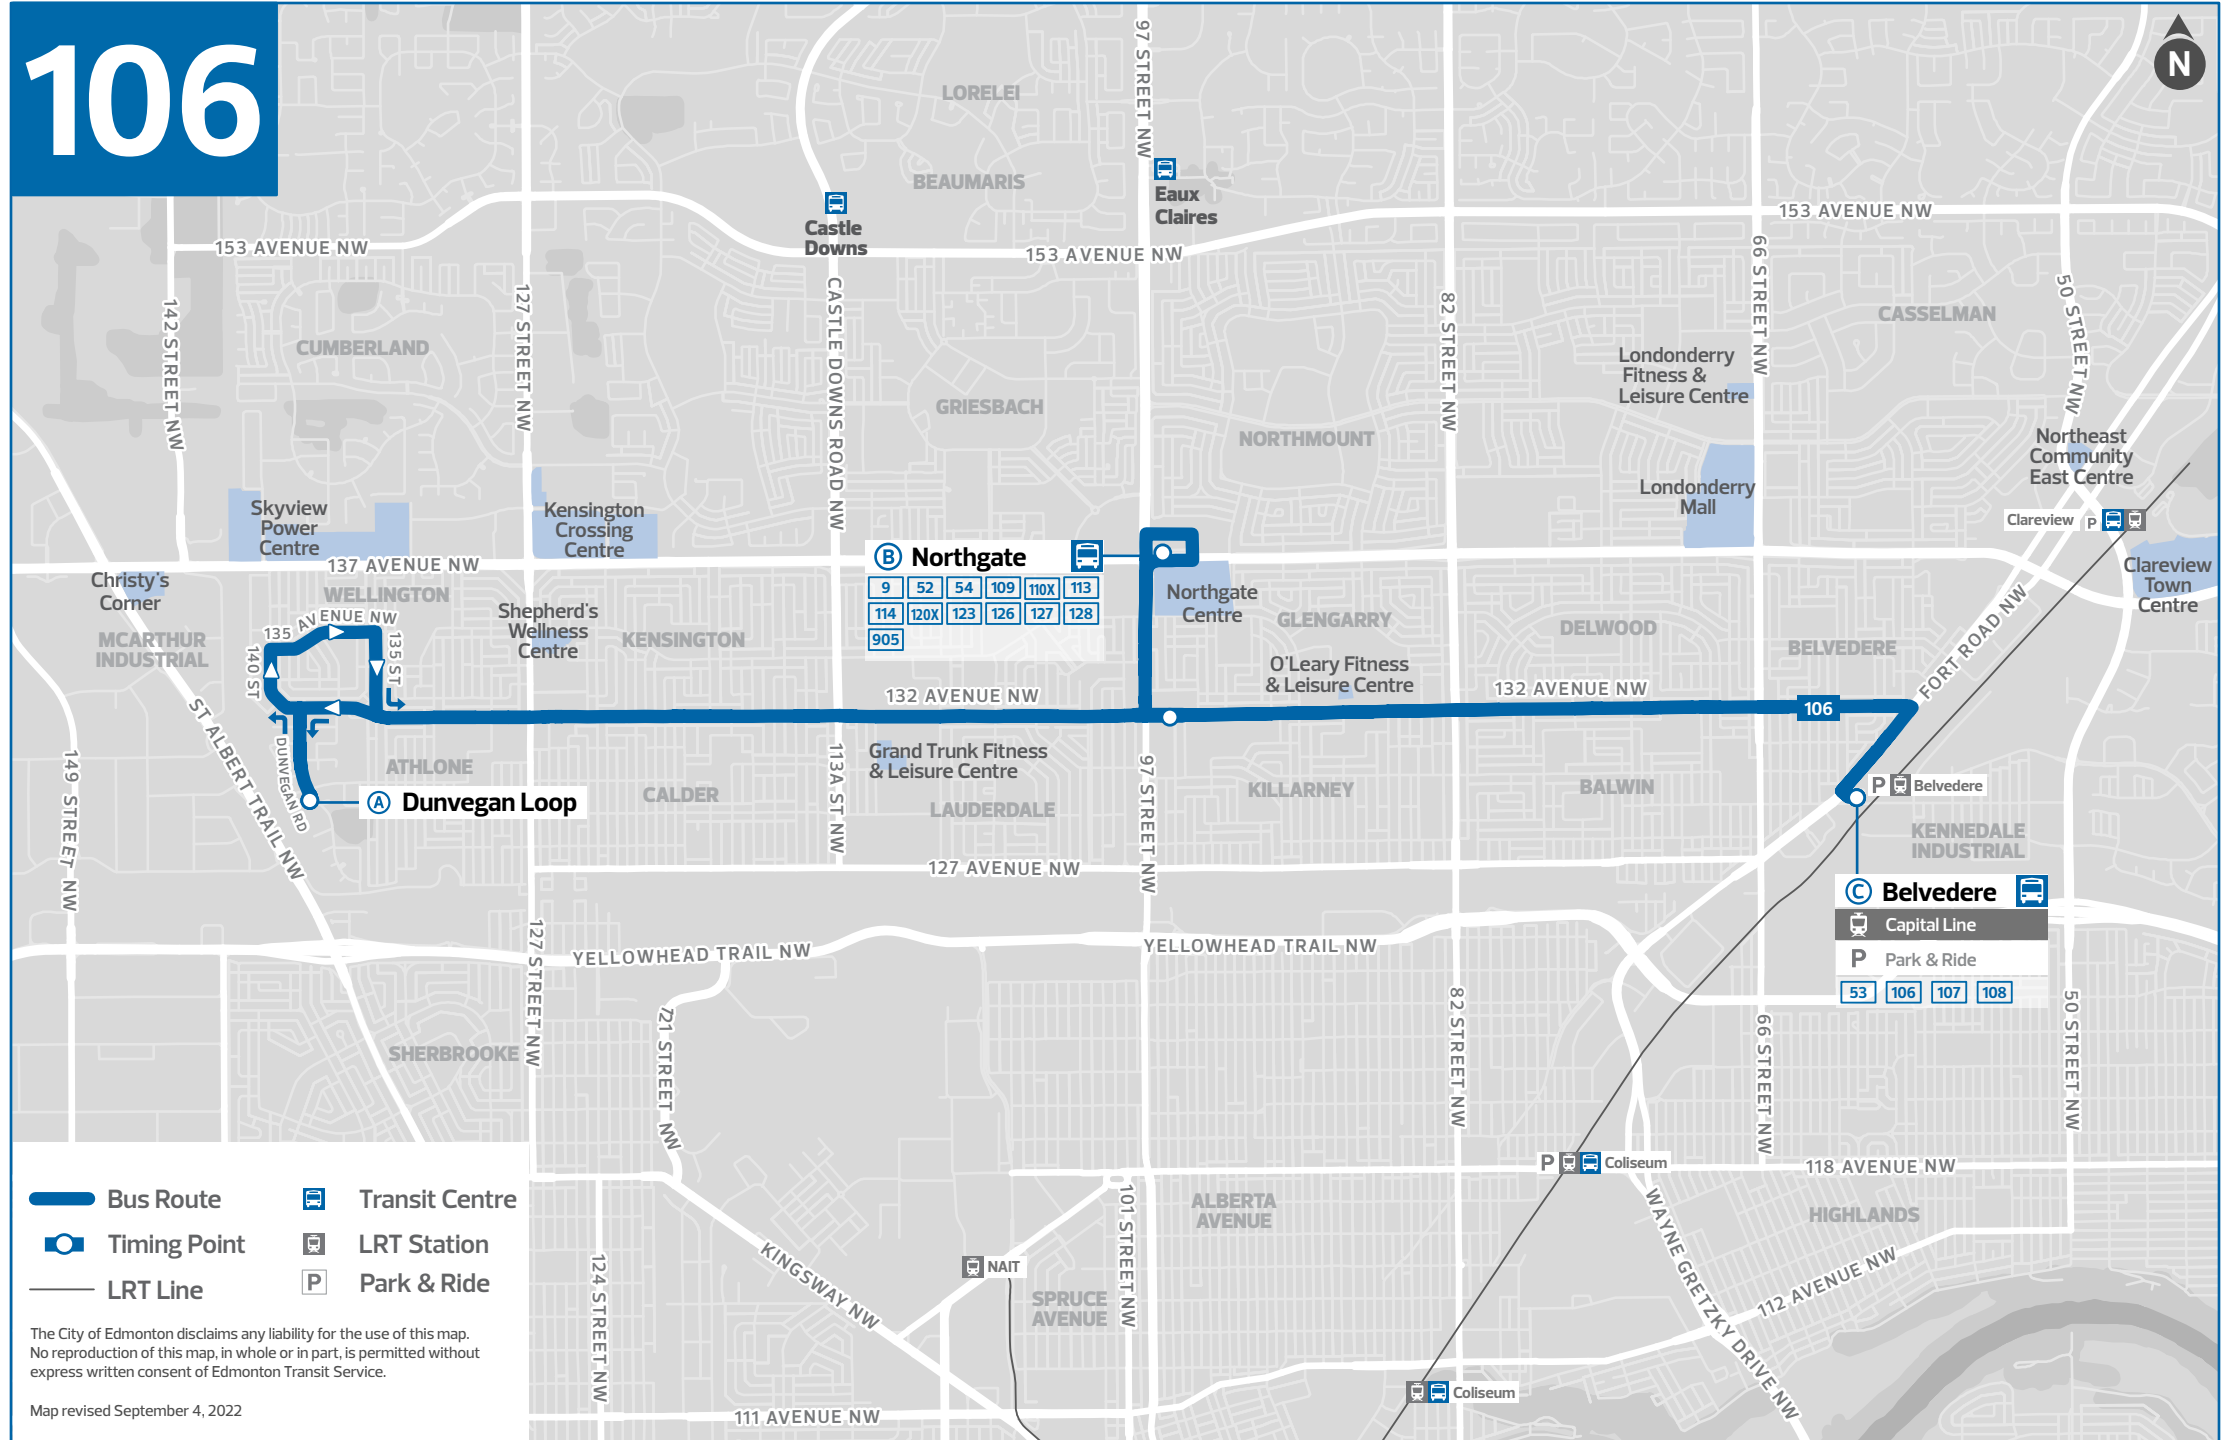 106
N
LORELEI
97 STREET NW
BEAUMARIS
Eaux
Claires
Castle
Downs
153 AVENUE NW
153 AVENUE NW
153 AVENUE NW
142 STREET NW
127 STREET NW
CASTLE DOWNS ROAD NW
82 STREET NW
66 STREET NW
50 STREET NW
CUMBERLAND
CASSELMAN
GRIESBACH
NORTHMOUNT
Londonderry
Fitness &
Leisure Centre
Northeast
Community
East Centre
Londonderry
Mall
Clareview P
Skyview
Power
Centre
Kensington
Crossing
Centre
137 AVENUE NW
B Northgate
9 52 54 109 110X 113
114 120X 123 126 127 128
905
Northgate
Centre
Clareview
Town
Centre
Christy's
Corner
WELLINGTON
135 AVENUE NW
135 ST
140 ST
MCARTHUR
INDUSTRIAL
Shepherd's
Wellness
Centre
KENSINGTON
GLENGARRY
DELWOOD
BELVEDERE
FORT ROAD NW
O'Leary Fitness
& Leisure Centre
132 AVENUE NW
132 AVENUE NW
106
ST ALBERT TRAIL NW
DUNVEGAN RD
149 STREET NW
ATHLONE
A Dunvegan Loop
CALDER
113A ST NW
Grand Trunk Fitness
& Leisure Centre
LAUDERDALE
97 STREET NW
KILLARNEY
BALWIN
P Belvedere
KENNEDALE
INDUSTRIAL
127 AVENUE NW
C Belvedere
Capital Line
P Park & Ride
53 106 107 108
127 STREET NW
YELLOWHEAD TRAIL NW
YELLOWHEAD TRAIL NW
121 STREET NW
82 STREET NW
66 STREET NW
50 STREET NW
SHERBROOKE
P Coliseum
118 AVENUE NW
101 STREET NW
ALBERTA
AVENUE
WAYNE GRETZKY DRIVE NW
HIGHLANDS
112 AVENUE NW
124 STREET NW
KINGSWAY NW
NAIT
SPRUCE
AVENUE
Coliseum
111 AVENUE NW
Bus Route
Transit Centre
Timing Point
LRT Station
LRT Line
P Park & Ride
The City of Edmonton disclaims any liability for the use of this map.
No reproduction of this map, in whole or in part, is permitted without
express written consent of Edmonton Transit Service.
Map revised September 4, 2022